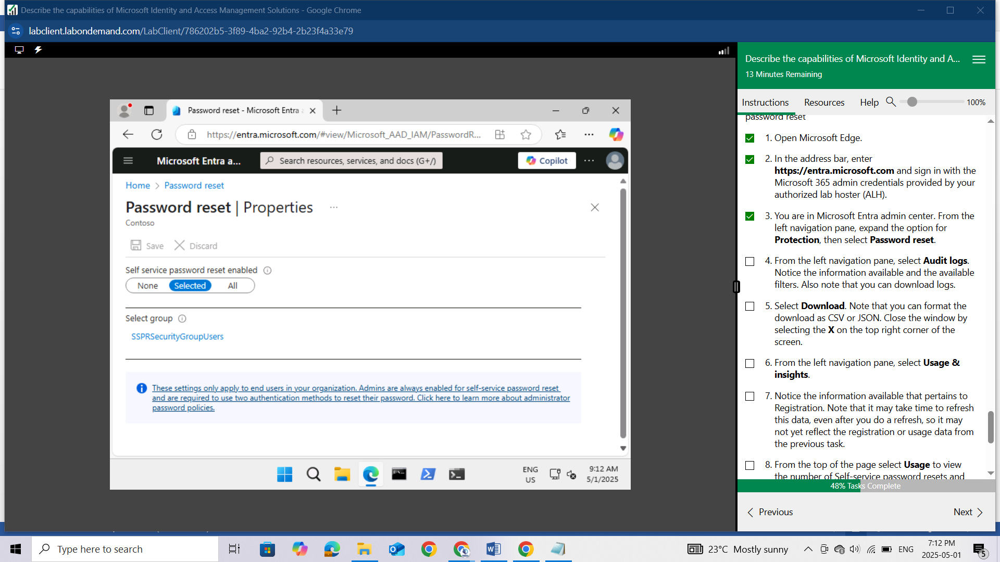 Describe the capabilities of Microsoft Identity and Access Management Solutions - Google Chrome
labclient.labondemand.com/LabClient/786202b5-3f89-4ba2-92b4-2b23f4a33e79
Password reset - Microsoft Entra
https://entra.microsoft.com/#view/Microsoft_AAD_IAM/PasswordR...
Microsoft Entra a...
Search resources, services, and docs (G+/)
Copilot
Home > Password reset
Password reset | Properties
Contoso
Save
Discard
Self service password reset enabled
None
Selected
All
Select group
SSPRSecurityGroupUsers
These settings only apply to end users in your organization. Admins are always enabled for self-service password reset
and are required to use two authentication methods to reset their password. Click here to learn more about administrator
password policies.
ENG
US
9:12 AM
5/1/2025
Describe the capabilities of Microsoft Identity and A...
13 Minutes Remaining
Instructions
Resources
Help
100%
password reset
1. Open Microsoft Edge.
2. In the address bar, enter
https://entra.microsoft.com and sign in with the
Microsoft 365 admin credentials provided by your
authorized lab hoster (ALH).
3. You are in Microsoft Entra admin center. From the
left navigation pane, expand the option for
Protection, then select Password reset.
4. From the left navigation pane, select Audit logs.
Notice the information available and the available
filters. Also note that you can download logs.
5. Select Download. Note that you can format the
download as CSV or JSON. Close the window by
selecting the X on the top right corner of the
screen.
6. From the left navigation pane, select Usage &
insights.
7. Notice the information available that pertains to
Registration. Note that it may take time to refresh
this data, even after you do a refresh, so it may
not yet reflect the registration or usage data from
the previous task.
8. From the top of the page select Usage to view
the number of Self-service password resets and
48% Tasks Complete
Previous
Next
Type here to search
23°C Mostly sunny
ENG
7:12 PM
2025-05-01
5